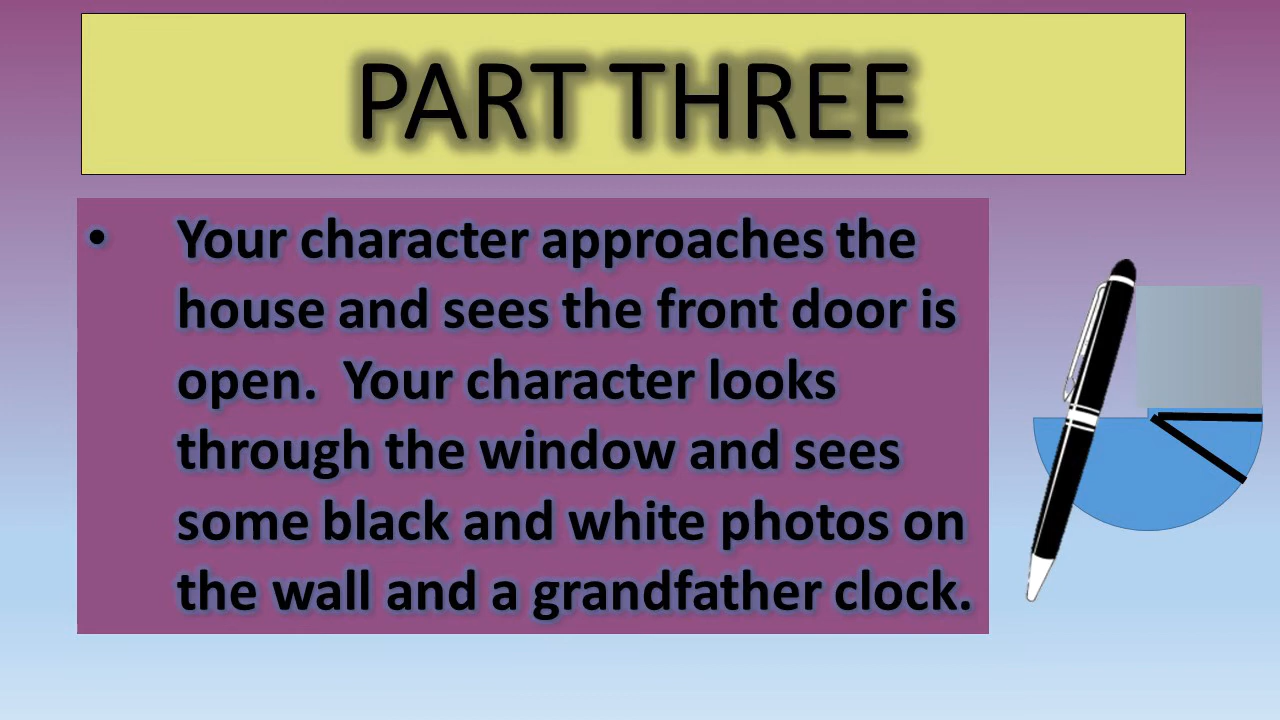 PART THREE
• Your character approaches the
house and sees the front door is
open.  Your character looks
through the window and sees
some black and white photos on
the wall and a grandfather clock.